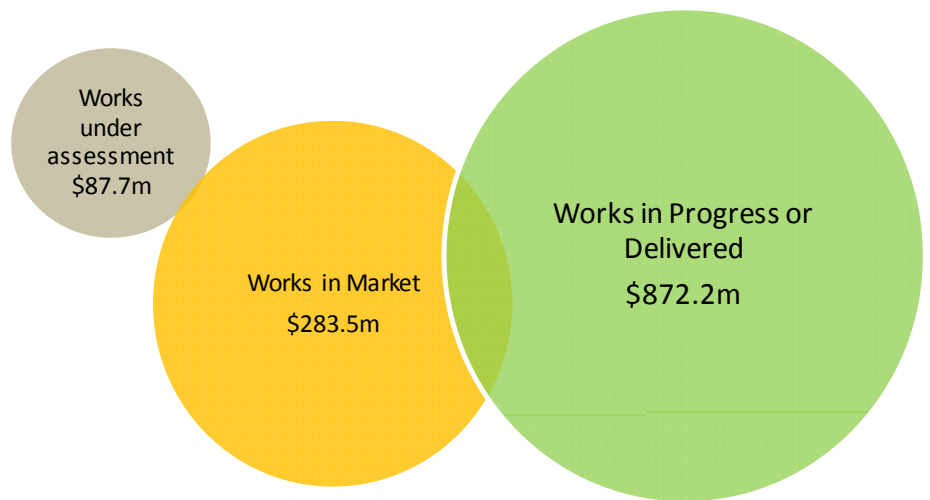 Works
under
assessment
$87.7m
Works in Market
$283.5m
Works in Progress or
Delivered
$872.2m